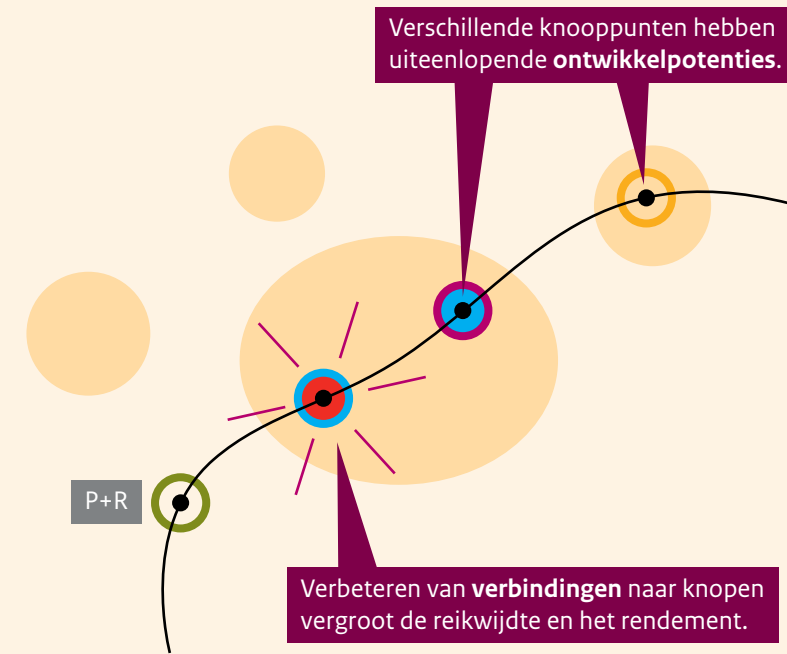 Verschillende knooppunten hebben
uiteenlopende ontwikkelpotenties.
P+R
Verbeteren van verbindingen naar knopen
vergroot de reikwijdte en het rendement.